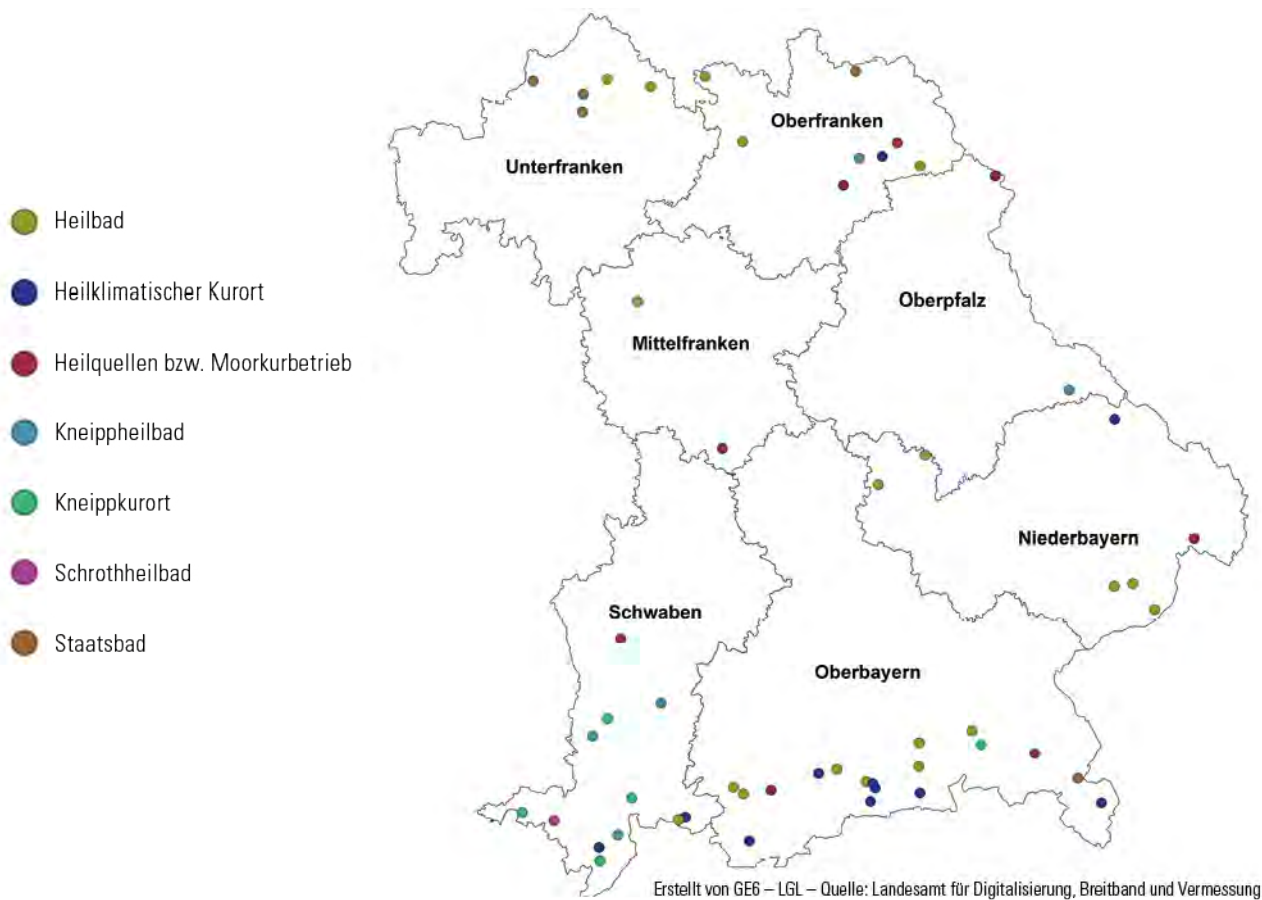 Oberfranken
Unterfranken
Heilbad
Heilklimatischer Kurort
Oberpfalz
Mittelfranken
Heilquellen bzw. Moorkurbetrieb
Kneippheilbad
Kneippkurort
Niederbayern
Schrothheilbad
Schwaben
Staatsbad
Oberbayern
Erstellt von GE6 – LGL – Quelle: Landesamt für Digitalisierung, Breitband und Vermessung